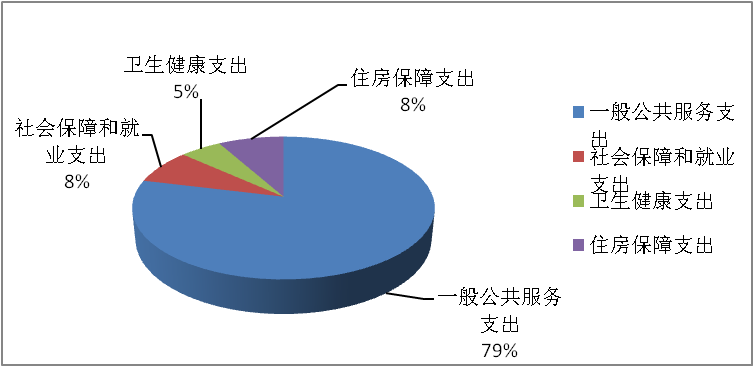 卫生健康支出
5%
住房保障支出
8%
社会保障和就
业支出
8%
一般公共服务
支出
79%
一般公共服务支
出
社会保障和就业
支出
卫生健康支出
住房保障支出